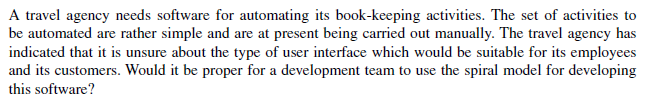 A travel agency needs software for automating its book-keeping activities. The set of activities to
be automated are rather simple and are at present being carried out manually. The travel agency has
indicated that it is unsure about the type of user interface which would be suitable for its employees
and its customers. Would it be proper for a development team to use the spiral model for developing
this software?